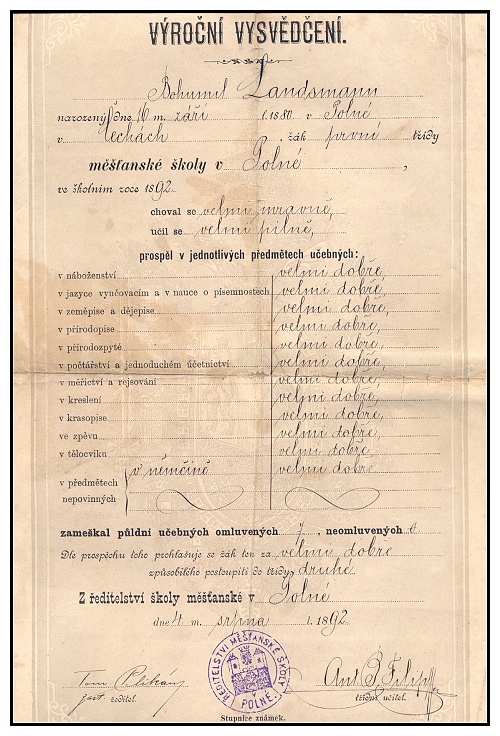 VÝROČNÍ VYSVĚDČENÍ.
Bohumil Landsmann
narozený dne 16 m. září l. 1880 v Polné
v Čechách, žák první třídy
měšťanské školy v Polné,
ve školním roce 1892
choval se velmi mravně,
učil se velmi pilně,
prospěl v jednotlivých předmětech učebných:
v náboženství velmi dobře,
v jazyce vyučovacím a v nauce o písemnostech velmi dobře,
v zeměpise a dějepise velmi dobře,
v přírodopise velmi dobře,
v přírodozpytě velmi dobře,
v počtářství a jednoduchém účetnictví velmi dobře,
v měřictví a rejsování velmi dobře,
v kreslení velmi dobře,
v krasopise velmi dobře,
ve zpěvu velmi dobře,
v tělocviku velmi dobře
v předmětech nepovinných v němčině velmi dobře
zameškal půldní učebných omluvených 7, neomluvených
Dle prospěchu toho prohlašuje se žák ten za velmi dobře
způsobilého postoupiti do třídy druhé
Z ředitelství školy měšťanské v Polné
dne 4. m. srpna l. 1892
ŘEDITELSTVÍ MĚŠŤANSKÉ ŠKOLY POLNÉ
ředitel. třídní učitel.
Stupnice známek.